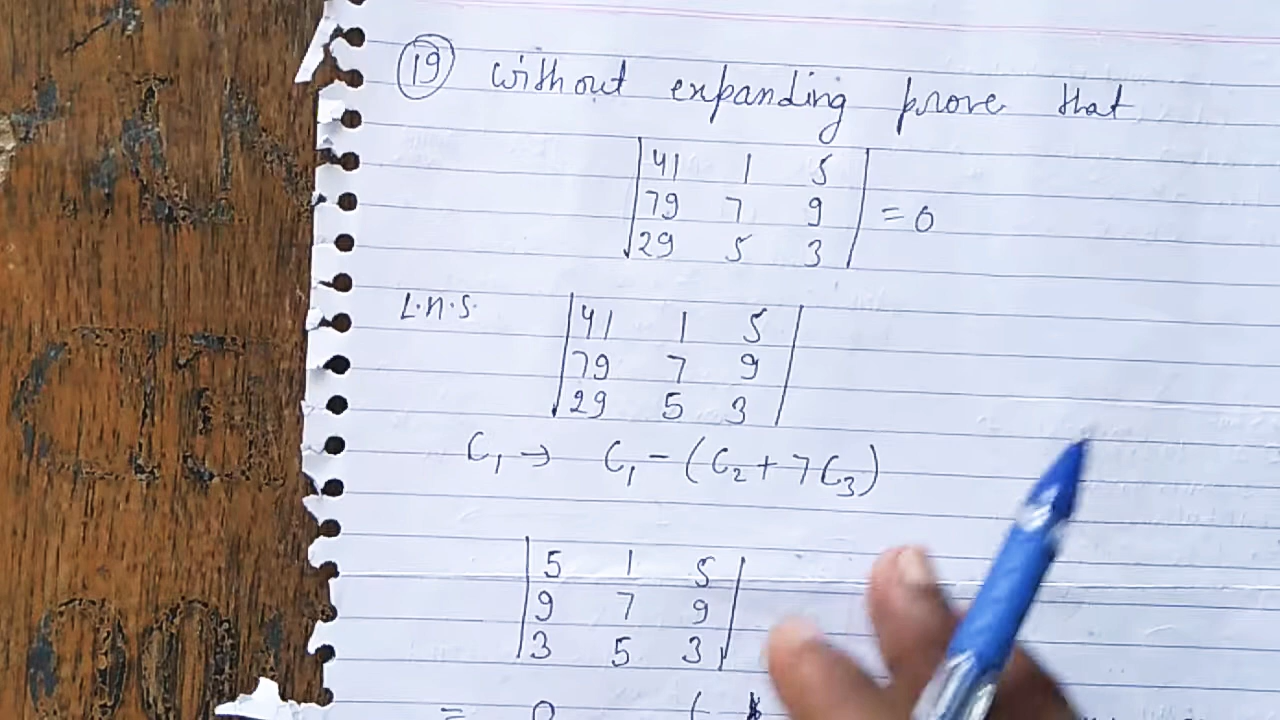 19 without expanding prove that
41 1 5
79 7 9 = 0
29 5 3
L.H.S. 41 1 5
79 7 9
29 5 3
C₁ → C₁ - (C₂ + 7C₃)
5 1 5
9 7 9
3 5 3
= 0 (